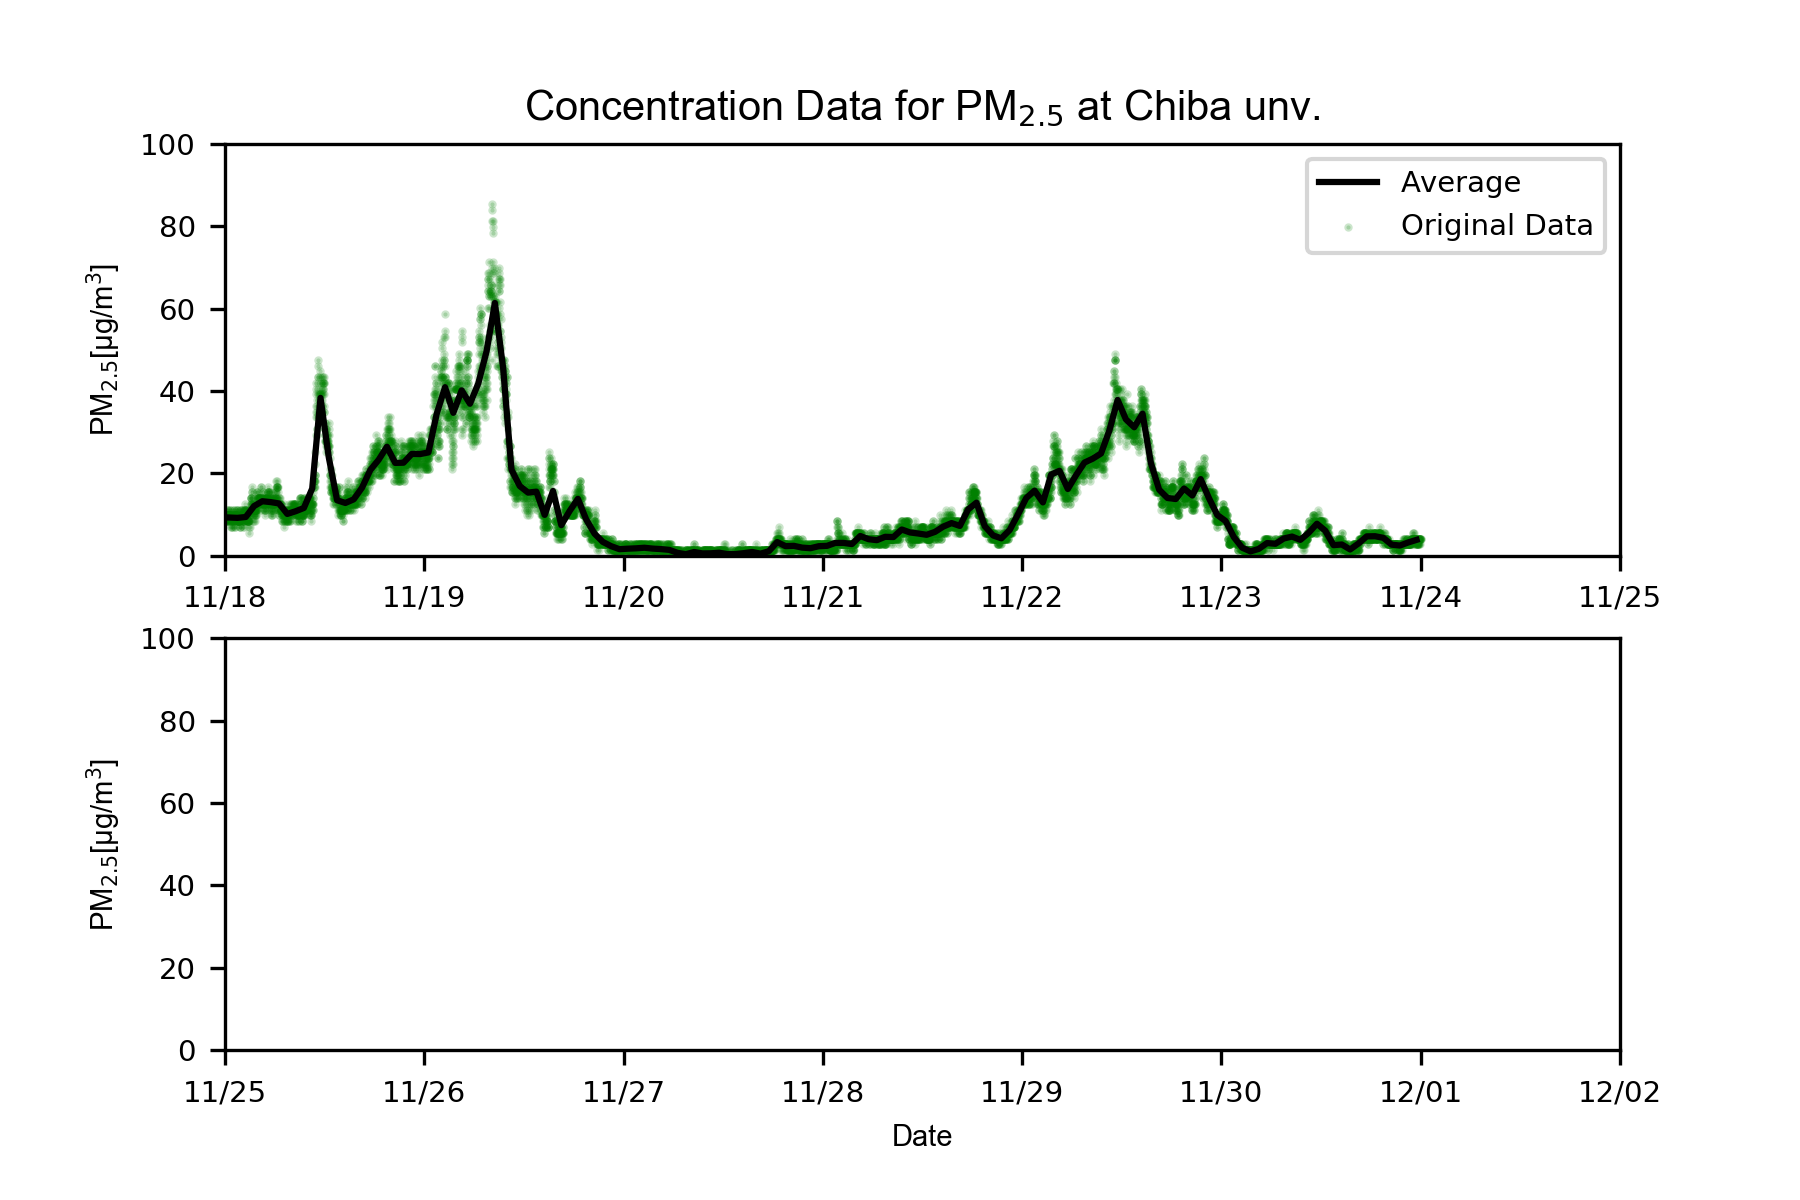 Concentration Data for PM2.5 at Chiba unv.
PM2.5[µg/m3]
100
80
60
40
20
0
Average
Original Data
11/18 11/19 11/20 11/21 11/22 11/23 11/24 11/25
PM2.5[µg/m3]
100
80
60
40
20
0
11/25 11/26 11/27 11/28 11/29 11/30 12/01 12/02
Date